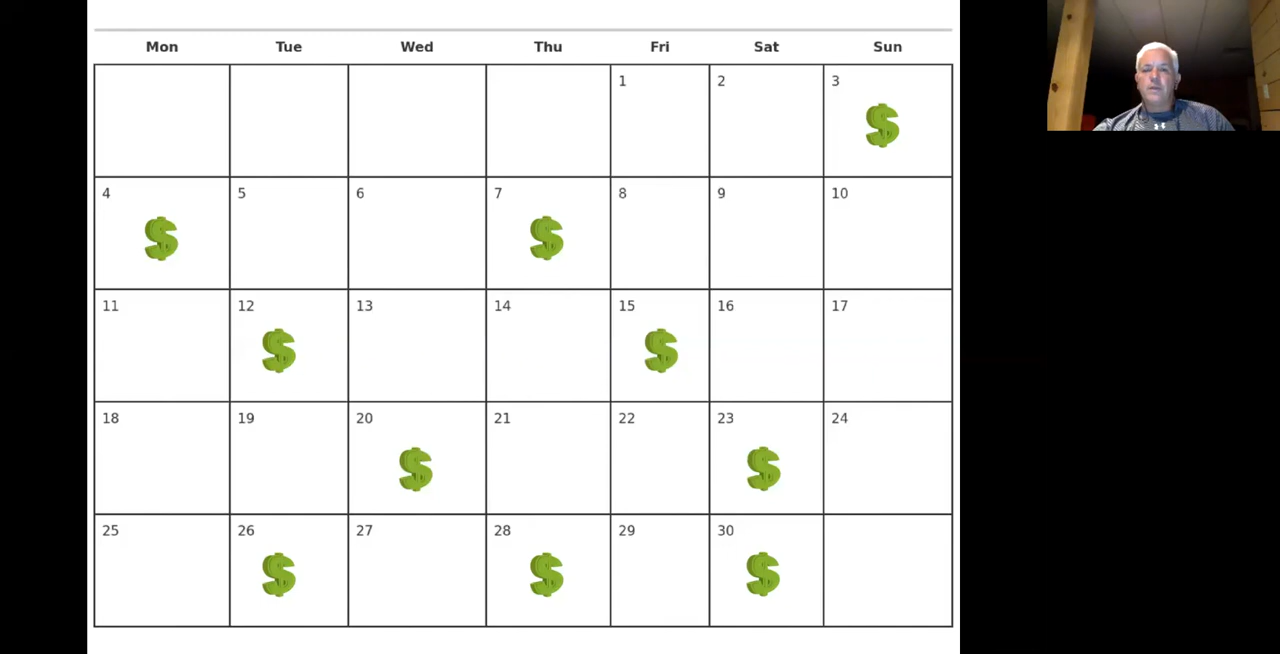 Mon Tue Wed Thu Fri Sat Sun
1 2 3
$
4 5 6 7 8 9 10
$ $
11 12 13 14 15 16 17
$ $
18 19 20 21 22 23 24
$ $
25 26 27 28 29 30
$ $ $